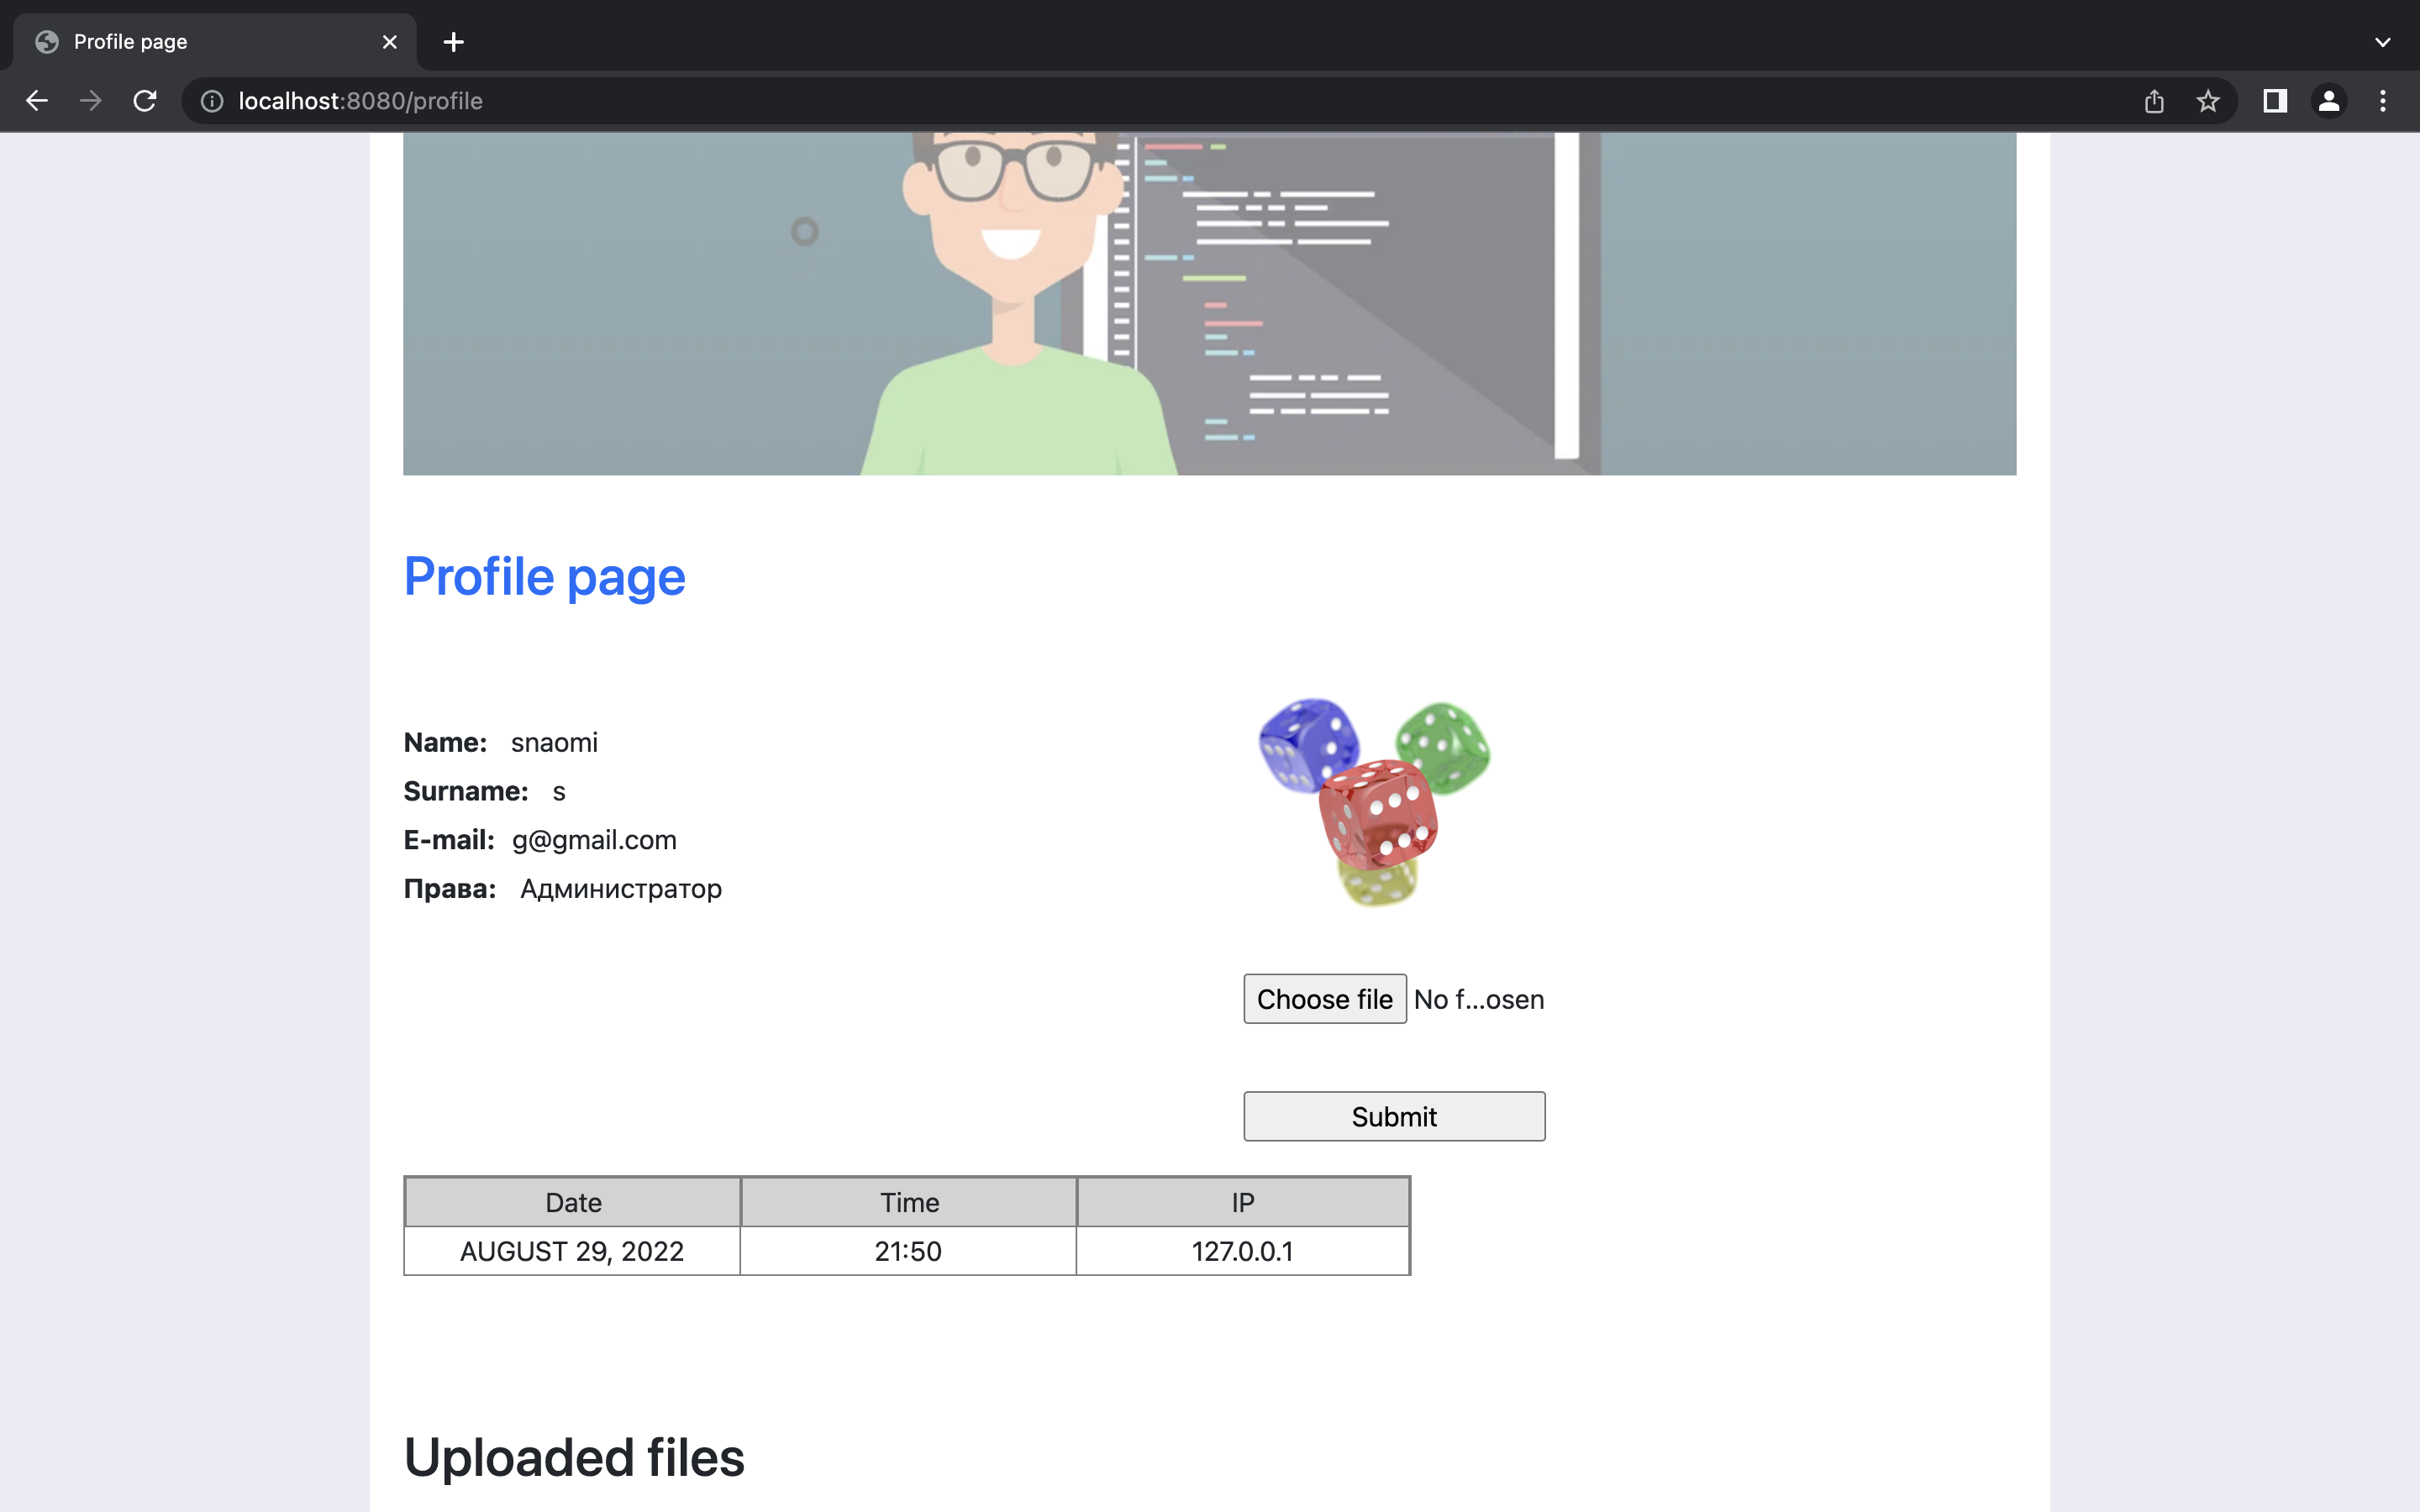 Profile page
localhost:8080/profile
Profile page
Name: snaomi
Surname: s
E-mail: g@gmail.com
Права: Администратор
Choose file No f...osen
Submit
Date Time IP
AUGUST 29, 2022 21:50 127.0.0.1
Uploaded files